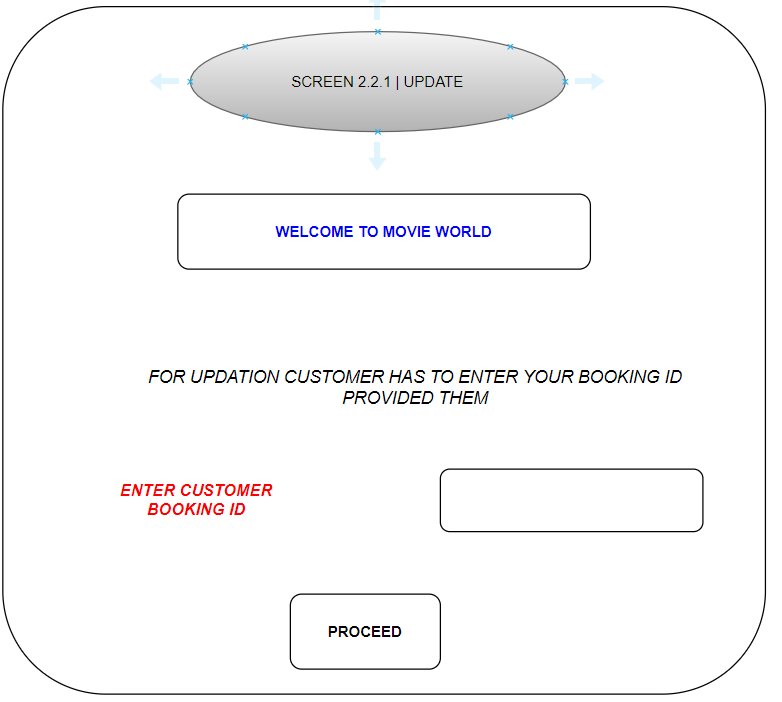 SCREEN 2.2.1 | UPDATE
WELCOME TO MOVIE WORLD
FOR UPDATION CUSTOMER HAS TO ENTER YOUR BOOKING ID
PROVIDED THEM
ENTER CUSTOMER
BOOKING ID
PROCEED